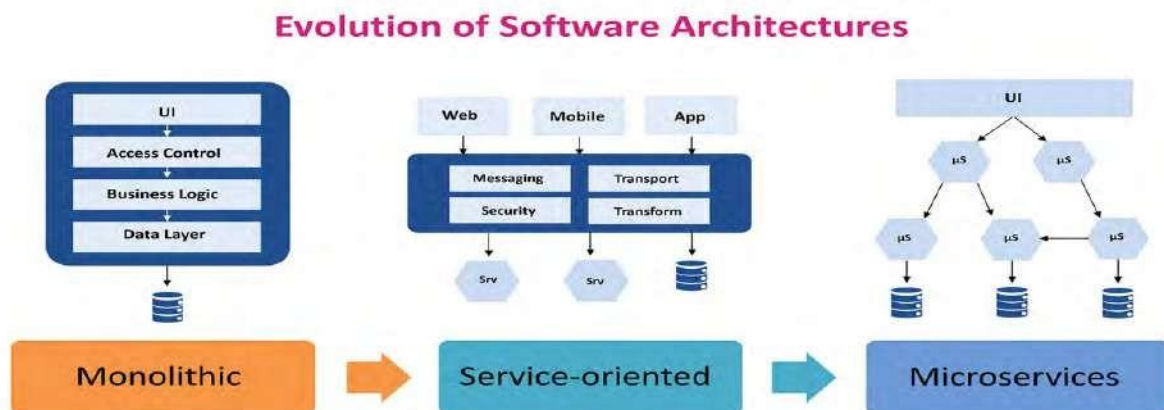 Evolution of Software Architectures
UI
Access Control
Business Logic
Data Layer
Monolithic
Web Mobile App
Messaging Transport
Security Transform
Srv Srv
Service-oriented
UI
µS µS
µS µS µS
Microservices